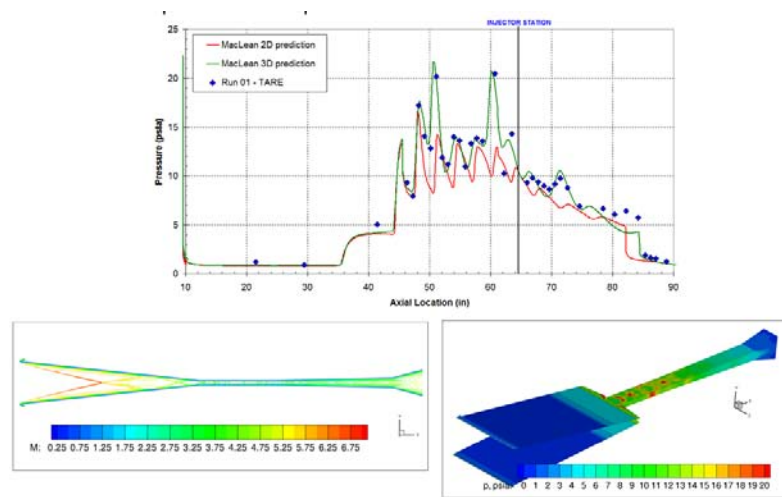 INJECTOR STATION
MacLean 2D prediction
MacLean 3D prediction
Run 01 - TARE
Pressure (psia)
25
20
15
10
5
0
10 20 30 40 50 60 70 80 90
Axial Location (in)
M: 0.25 0.75 1.25 1.75 2.25 2.75 3.25 3.75 4.25 4.75 5.25 5.75 6.25 6.75
p, psia: 0 1 2 3 4 5 6 7 8 9 10 11 12 13 14 15 16 17 18 19 20